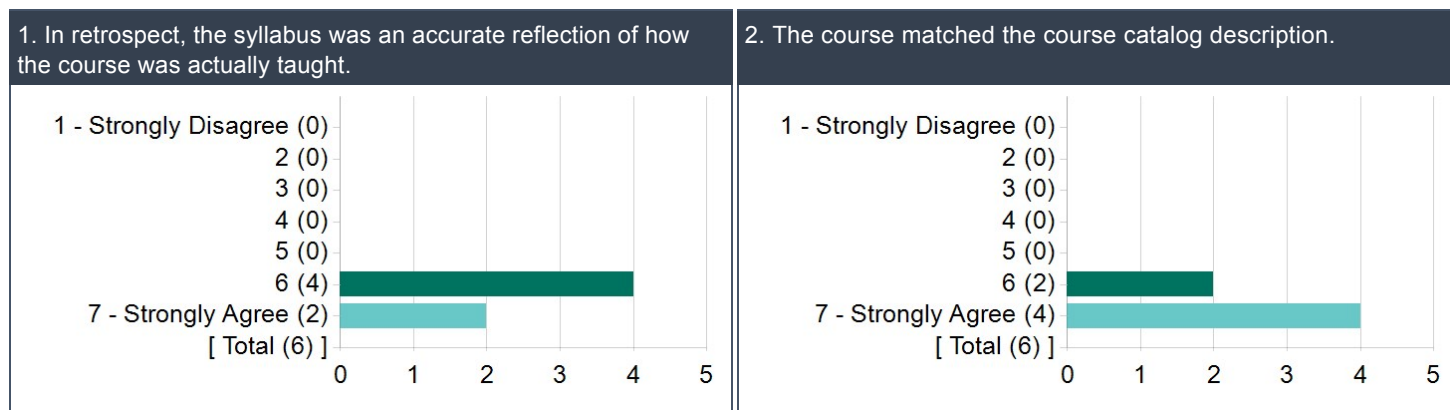 1. In retrospect, the syllabus was an accurate reflection of how
the course was actually taught.
1 - Strongly Disagree (0)
2 (0)
3 (0)
4 (0)
5 (0)
6 (4)
7 - Strongly Agree (2)
[ Total (6) ]
0 1 2 3 4 5
2. The course matched the course catalog description.
1 - Strongly Disagree (0)
2 (0)
3 (0)
4 (0)
5 (0)
6 (2)
7 - Strongly Agree (4)
[ Total (6) ]
0 1 2 3 4 5